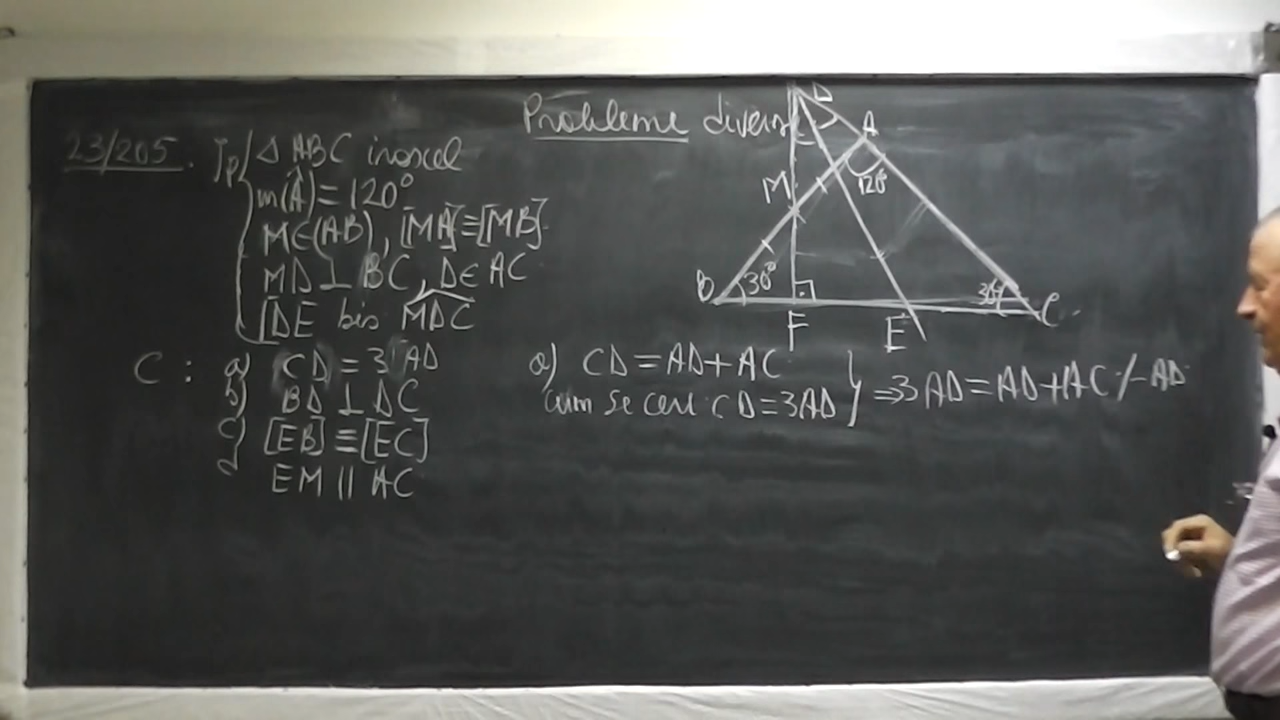 Probleme diverse
23/205. Ip / Δ ABC isoscel
m(Â) = 120°
M∈(AB), [MA]≡[MB]
MD ⊥ BC, D∈ AC
[DE bis MDC
C: a) CD = 3 AD
b) BD ⊥ DC
c) [EB] ≡ [EC]
d) EM || AC
D
A
120°
M
B
30°
30°
C
F
E
a) CD = AD + AC
cum se cere CD = 3AD } ⇒ 3AD = AD + AC /-AD